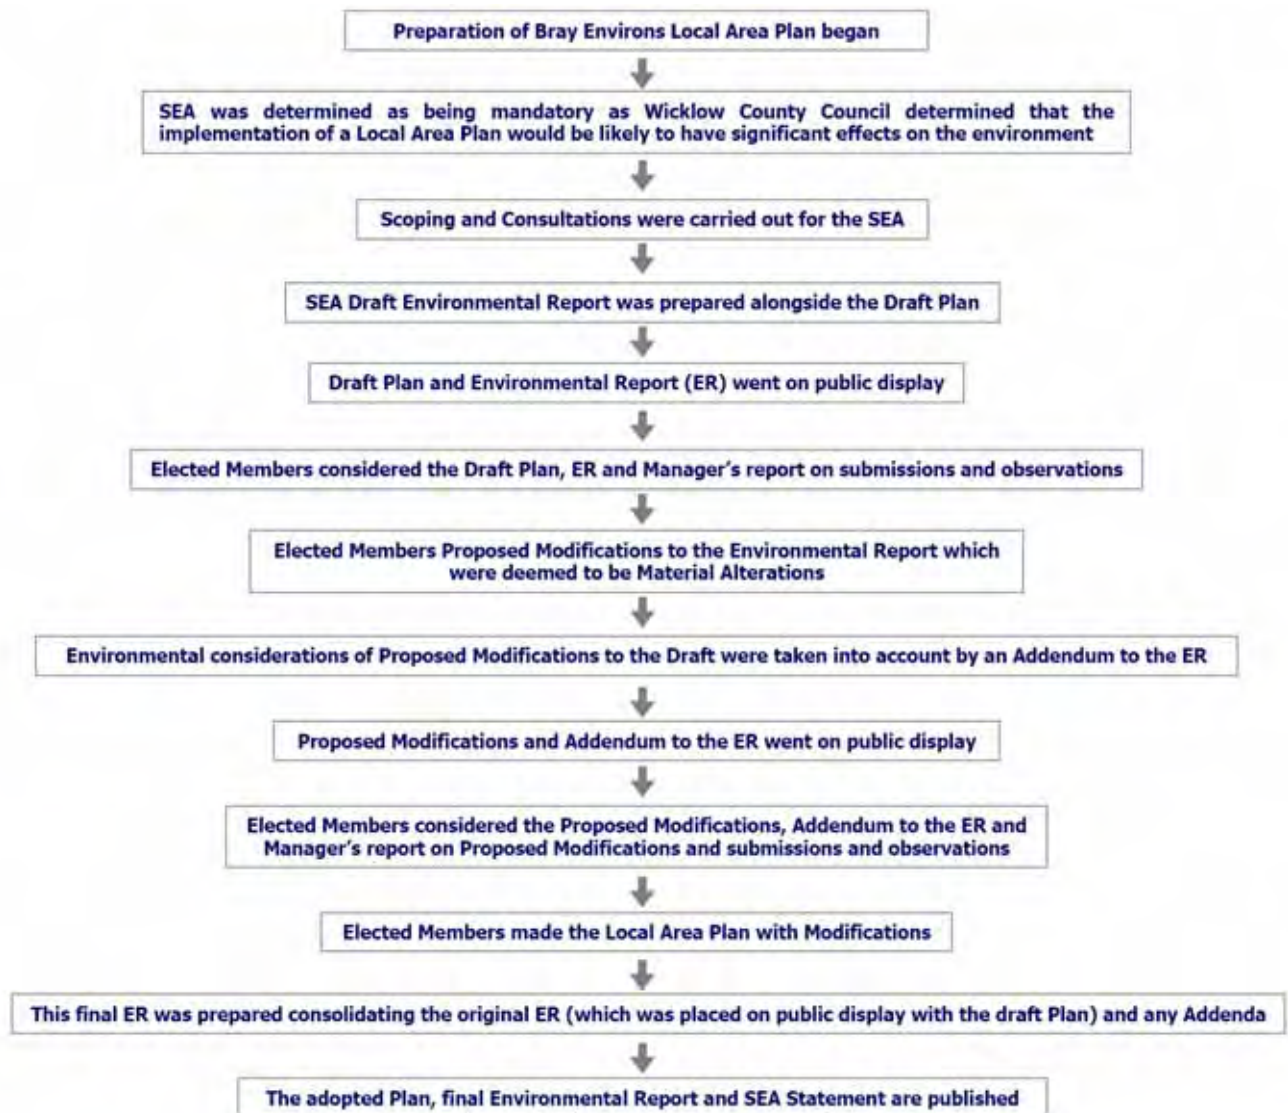 Preparation of Bray Environs Local Area Plan began
SEA was determined as being mandatory as Wicklow County Council determined that the
implementation of a Local Area Plan would be likely to have significant effects on the environment
Scoping and Consultations were carried out for the SEA
SEA Draft Environmental Report was prepared alongside the Draft Plan
Draft Plan and Environmental Report (ER) went on public display
Elected Members considered the Draft Plan, ER and Manager's report on submissions and observations
Elected Members Proposed Modifications to the Environmental Report which
were deemed to be Material Alterations
Environmental considerations of Proposed Modifications to the Draft were taken into account by an Addendum to the ER
Proposed Modifications and Addendum to the ER went on public display
Elected Members considered the Proposed Modifications, Addendum to the ER and
Manager's report on Proposed Modifications and submissions and observations
Elected Members made the Local Area Plan with Modifications
This final ER was prepared consolidating the original ER (which was placed on public display with the draft Plan) and any Addenda
The adopted Plan, final Environmental Report and SEA Statement are published